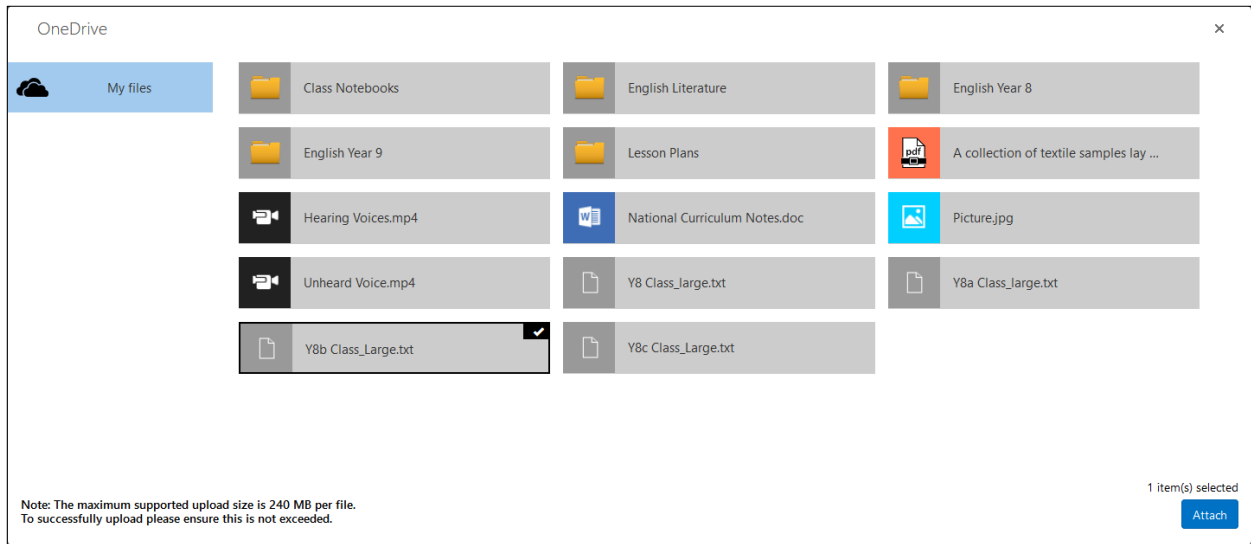 OneDrive
×
My files
Class Notebooks
English Literature
English Year 8
English Year 9
Lesson Plans
pdf
A collection of textile samples lay ...
Hearing Voices.mp4
W
National Curriculum Notes.doc
Picture.jpg
Unheard Voice.mp4
Y8 Class_large.txt
Y8a Class_large.txt
Y8b Class_Large.txt
Y8c Class_Large.txt
1 item(s) selected
Note: The maximum supported upload size is 240 MB per file.
To successfully upload please ensure this is not exceeded.
Attach